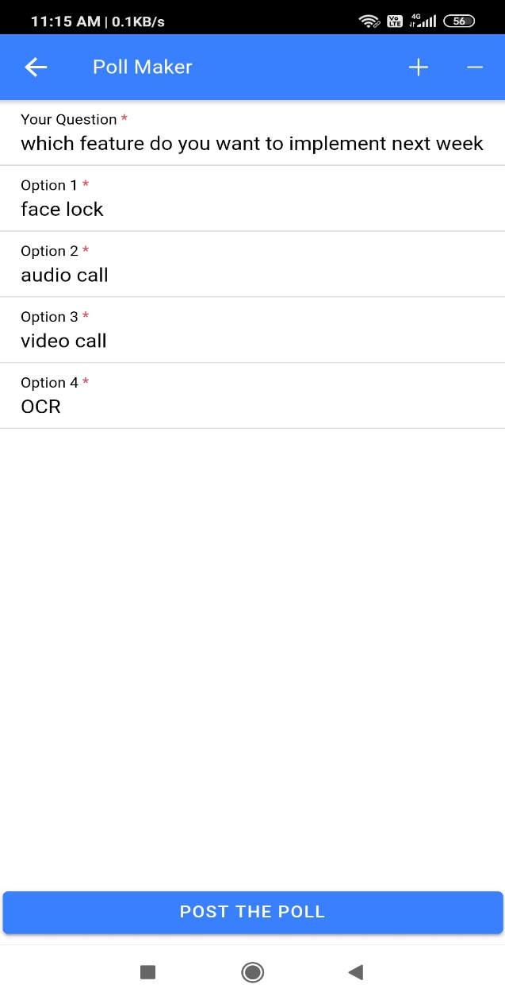 11:15 AM | 0.1KB/s Vo LTE 4G 56
Poll Maker
Your Question *
which feature do you want to implement next week
Option 1 *
face lock
Option 2 *
audio call
Option 3 *
video call
Option 4 *
OCR
POST THE POLL